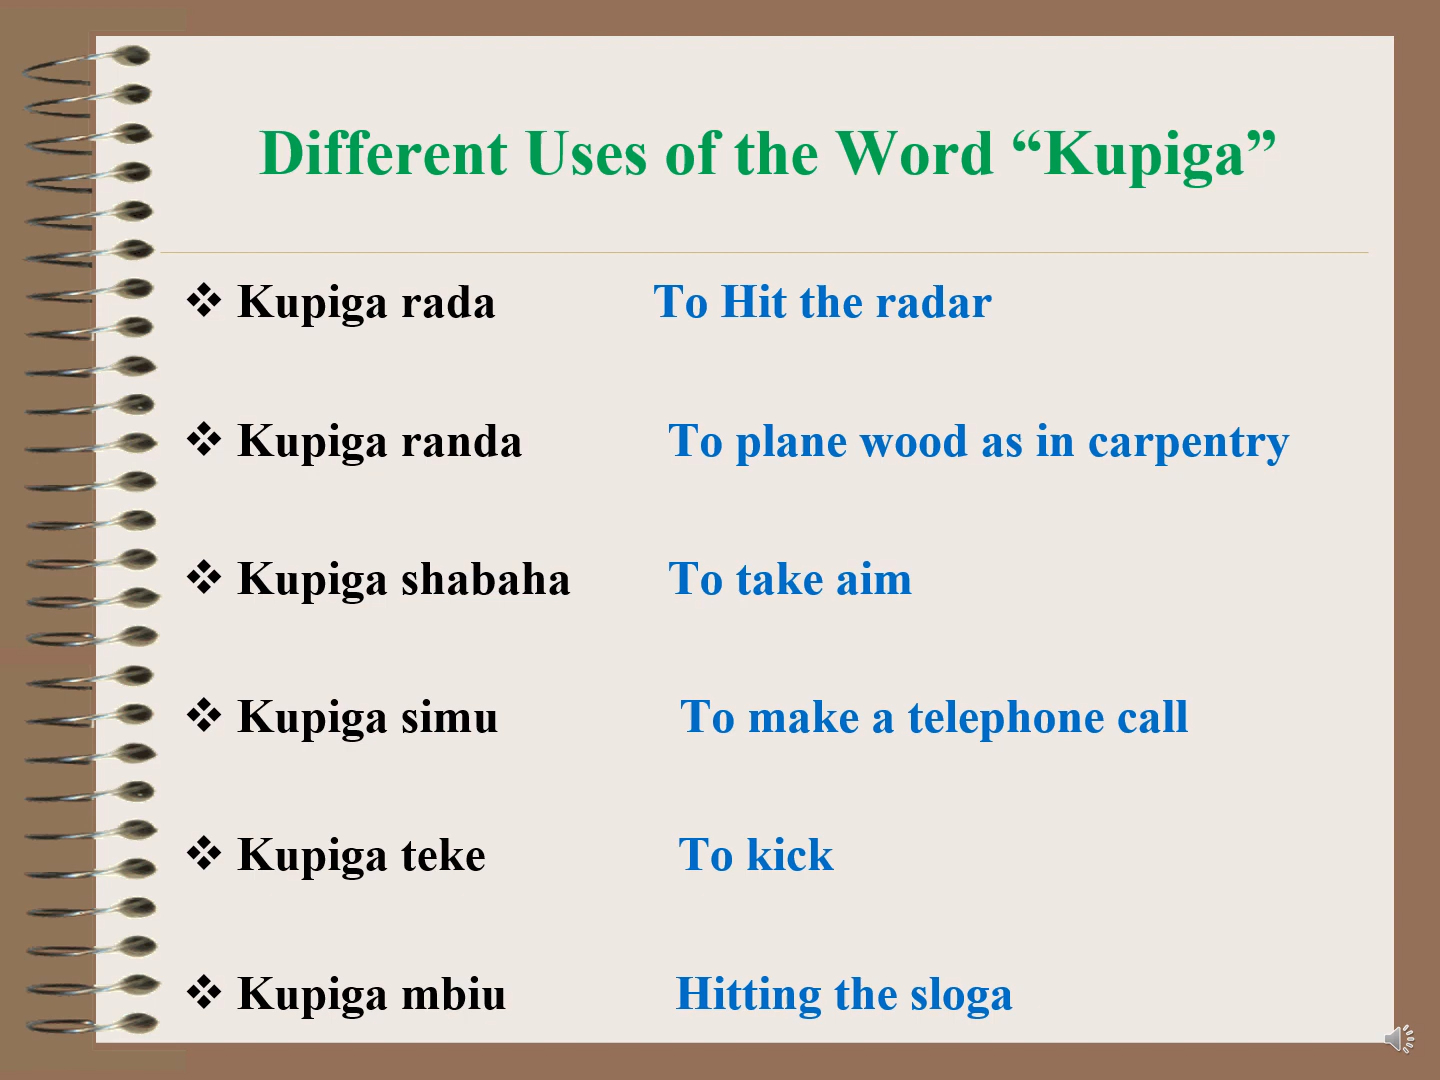 Different Uses of the Word “Kupiga”
❖ Kupiga rada To Hit the radar
❖ Kupiga randa To plane wood as in carpentry
❖ Kupiga shabaha To take aim
❖ Kupiga simu To make a telephone call
❖ Kupiga teke To kick
❖ Kupiga mbiu Hitting the sloga